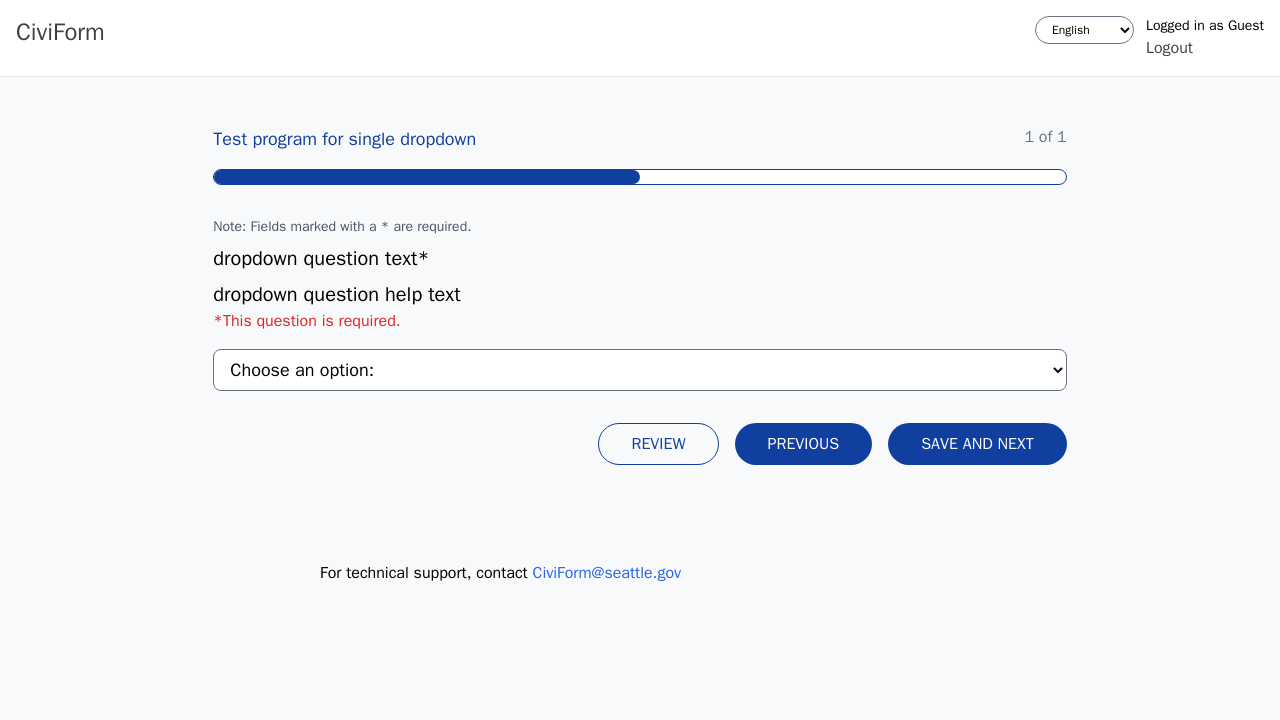 CiviForm
English
Logged in as Guest
Logout
Test program for single dropdown
1 of 1
Note: Fields marked with a * are required.
dropdown question text*
dropdown question help text
*This question is required.
Choose an option:
REVIEW
PREVIOUS
SAVE AND NEXT
For technical support, contact CiviForm@seattle.gov